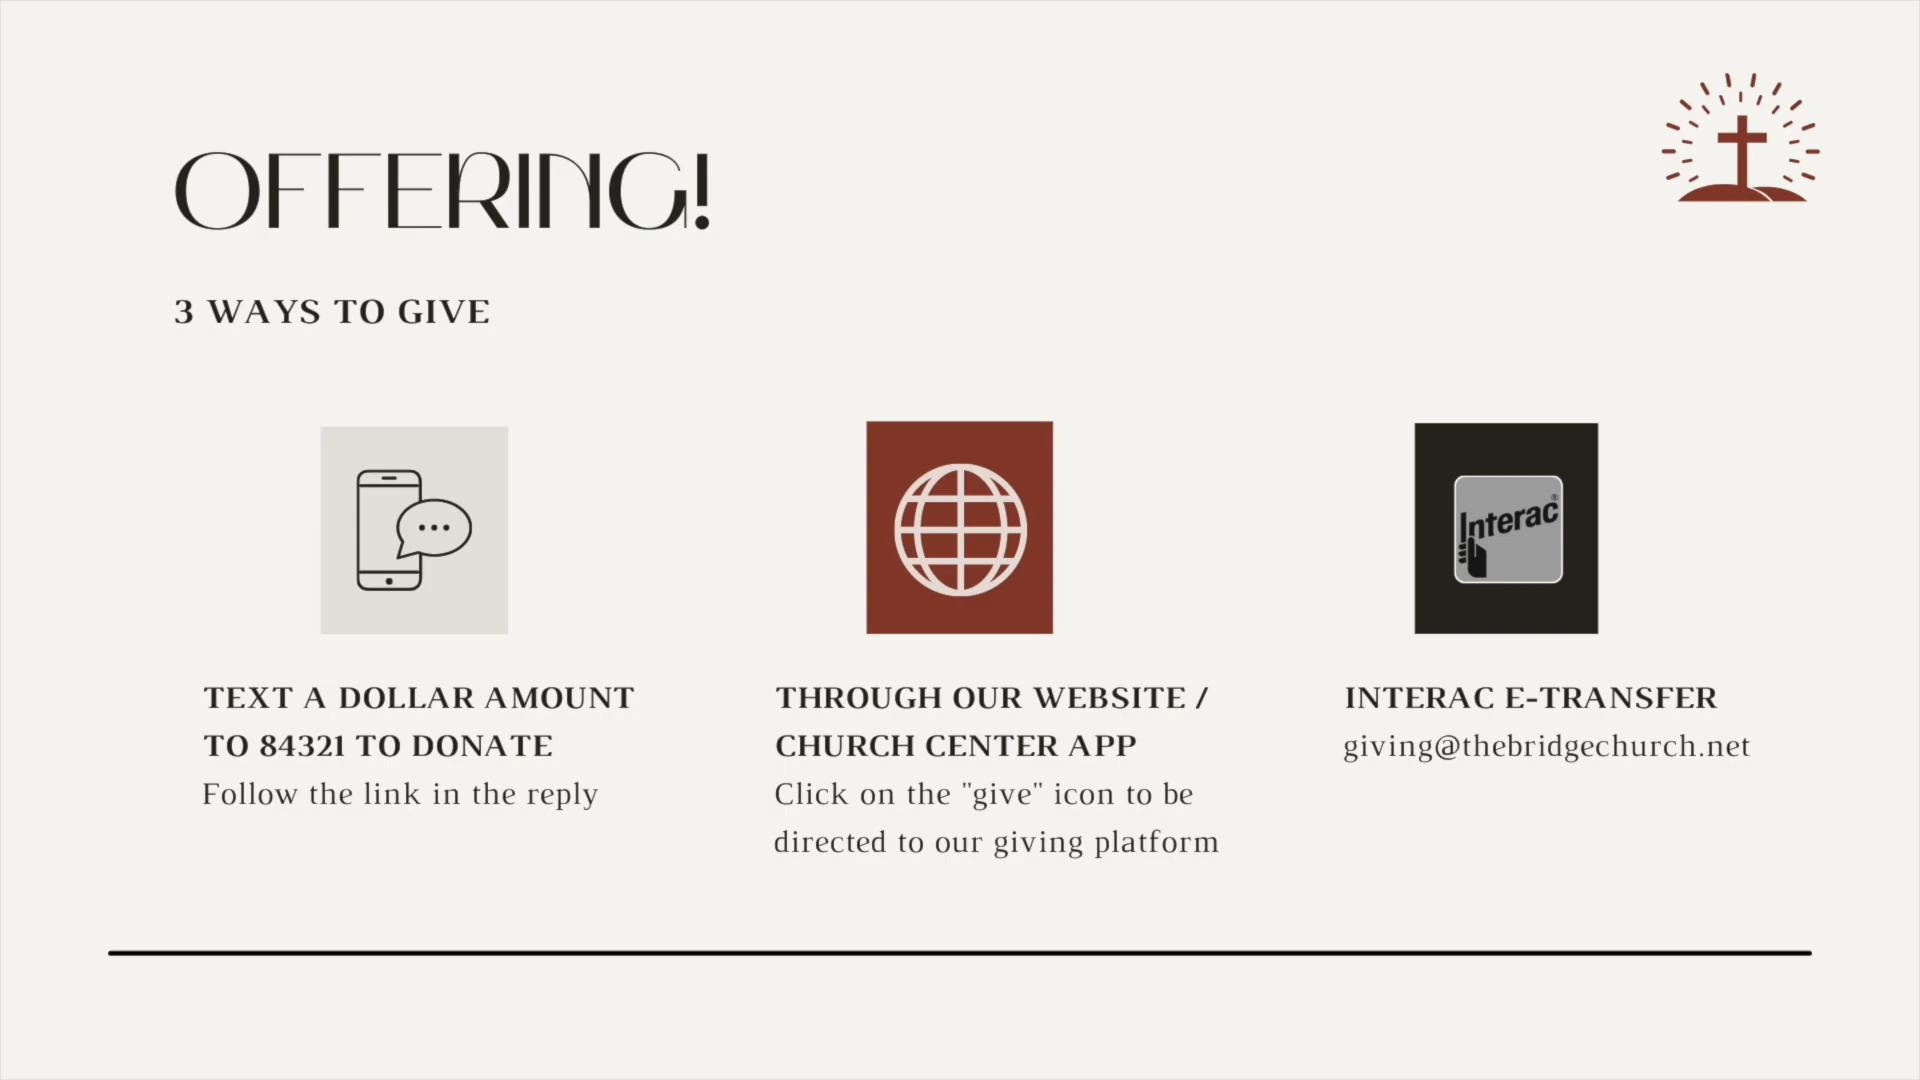 OFFERING!
3 WAYS TO GIVE
Interac®
TEXT A DOLLAR AMOUNT
TO 84321 TO DONATE
Follow the link in the reply
THROUGH OUR WEBSITE /
CHURCH CENTER APP
Click on the "give" icon to be
directed to our giving platform
INTERAC E-TRANSFER
giving@thebridgechurch.net